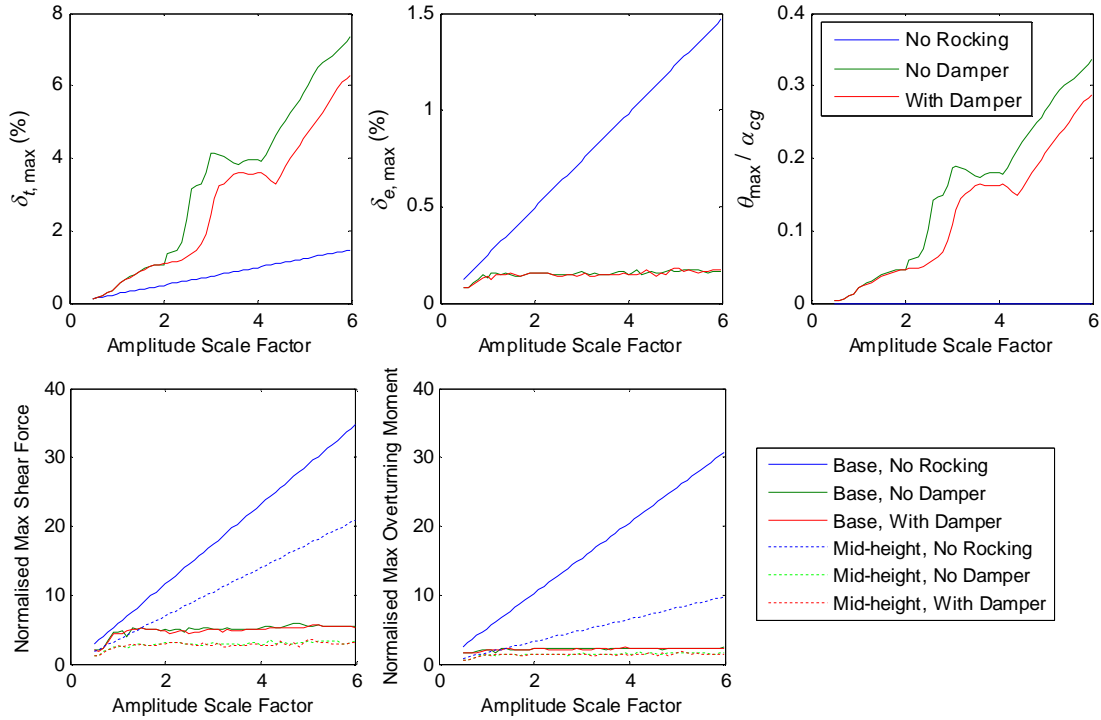 δt, max (%)
8
6
4
2
0
0 2 4 6
Amplitude Scale Factor
δe, max (%)
1.5
1
0.5
0
0 2 4 6
Amplitude Scale Factor
θmax / αcg
0.4
0.3
0.2
0.1
0
0 2 4 6
Amplitude Scale Factor
No Rocking
No Damper
With Damper
Normalised Max Shear Force
40
30
20
10
0
0 2 4 6
Amplitude Scale Factor
Normalised Max Overturning Moment
40
30
20
10
0
0 2 4 6
Amplitude Scale Factor
Base, No Rocking
Base, No Damper
Base, With Damper
Mid-height, No Rocking
Mid-height, No Damper
Mid-height, With Damper